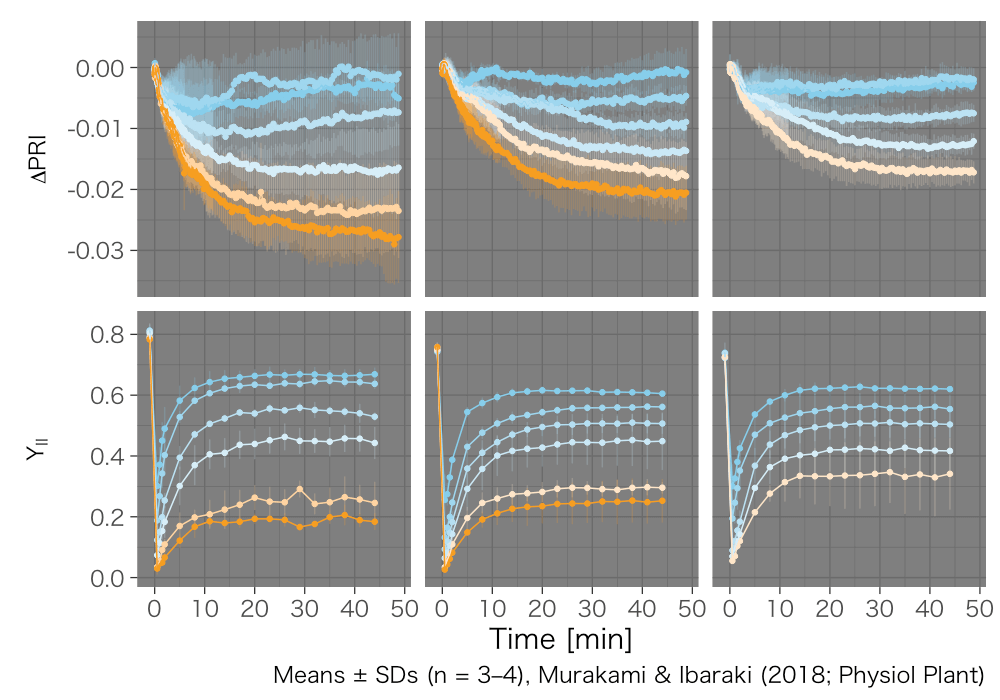 ΔPRI
0.00
-0.01
-0.02
-0.03
YII
0.8
0.6
0.4
0.2
0.0
0 10 20 30 40 50 0 10 20 30 40 50 0 10 20 30 40 50
Time [min]
Means ± SDs (n = 3–4), Murakami & Ibaraki (2018; Physiol Plant)